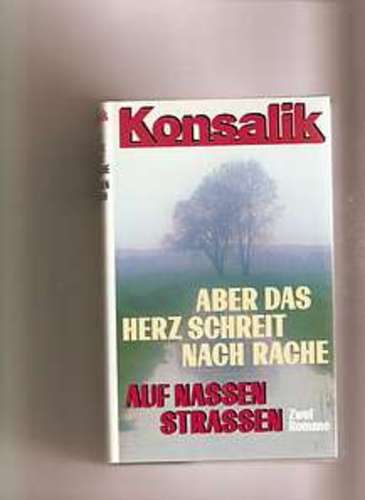 Konsalik
ABER DAS
HERZ SCHREIT
NACH RACHE
AUF NASSEN
STRASSEN
Zwei
Romane